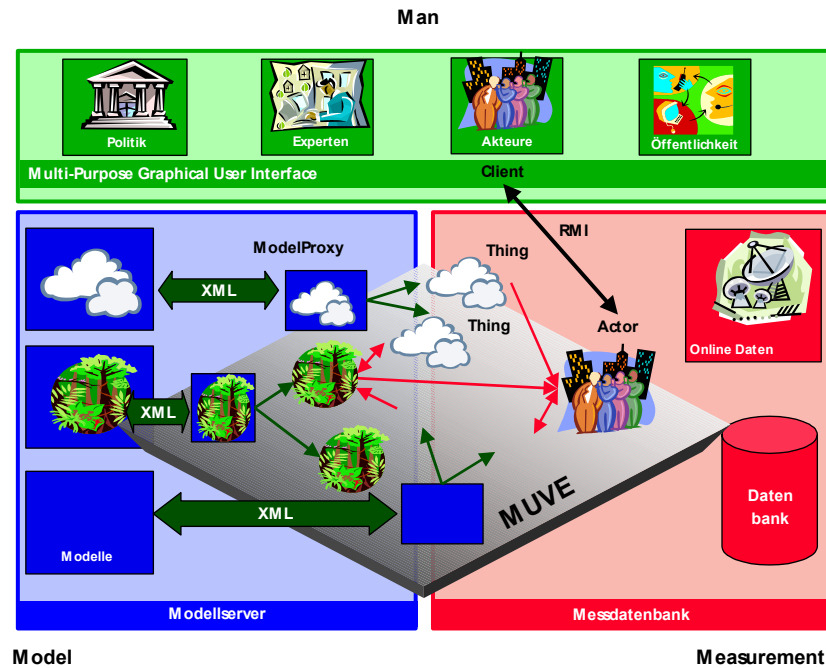 Man
Politik
Experten
Akteure
Öffentlichkeit
Multi-Purpose Graphical User Interface
Client
ModelProxy
Thing
RMI
XML
Thing
Actor
Online Daten
XML
XML
MUVE
Daten
bank
Modelle
Modellserver
Messdatenbank
Model
Measurement